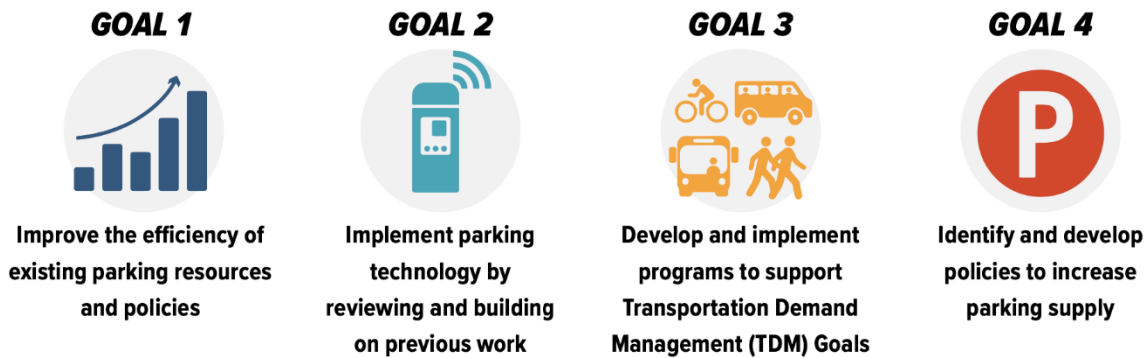 GOAL 1
Improve the efficiency of
existing parking resources
and policies
GOAL 2
Implement parking
technology by
reviewing and building
on previous work
GOAL 3
Develop and implement
programs to support
Transportation Demand
Management (TDM) Goals
GOAL 4
P
Identify and develop
policies to increase
parking supply